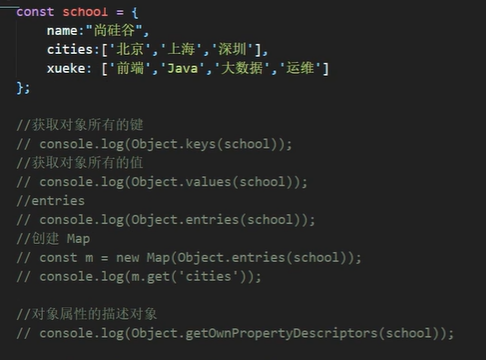 const school = {
    name:"尚硅谷",
    cities:['北京','上海','深圳'],
    xueke: ['前端','Java','大数据','运维']
};
//获取对象所有的键
// console.log(Object.keys(school));
//获取对象所有的值
// console.log(Object.values(school));
//entries
// console.log(Object.entries(school));
//创建 Map
// const m = new Map(Object.entries(school));
// console.log(m.get('cities'));
//对象属性的描述对象
// console.log(Object.getOwnPropertyDescriptors(school));